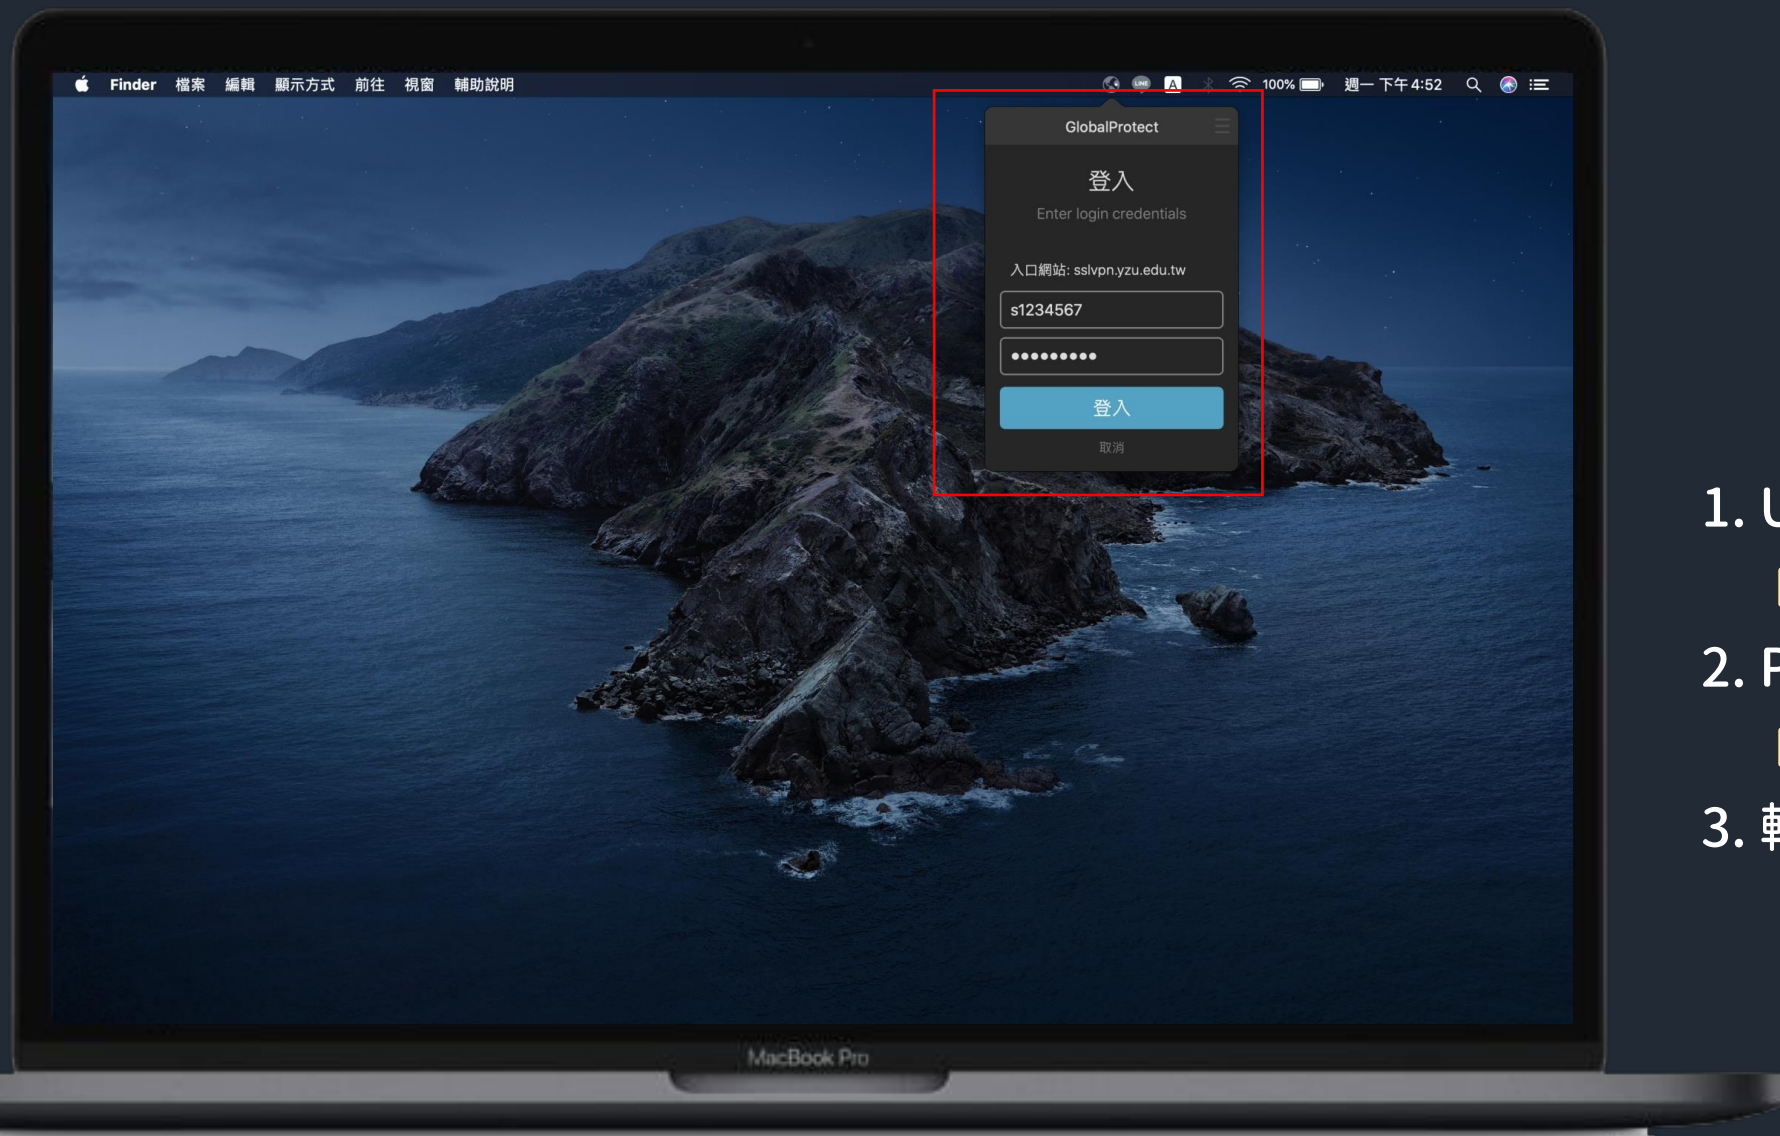 Finder 檔案 編輯 顯示方式 前往 視窗 輔助說明 LINE A 100% 週一 下午 4:52
GlobalProtect
登入
Enter login credentials
入口網站: sslvpn.yzu.edu.tw
s1234567
•••••••••
登入
取消
1. U
2. P
3.
MacBook Pro